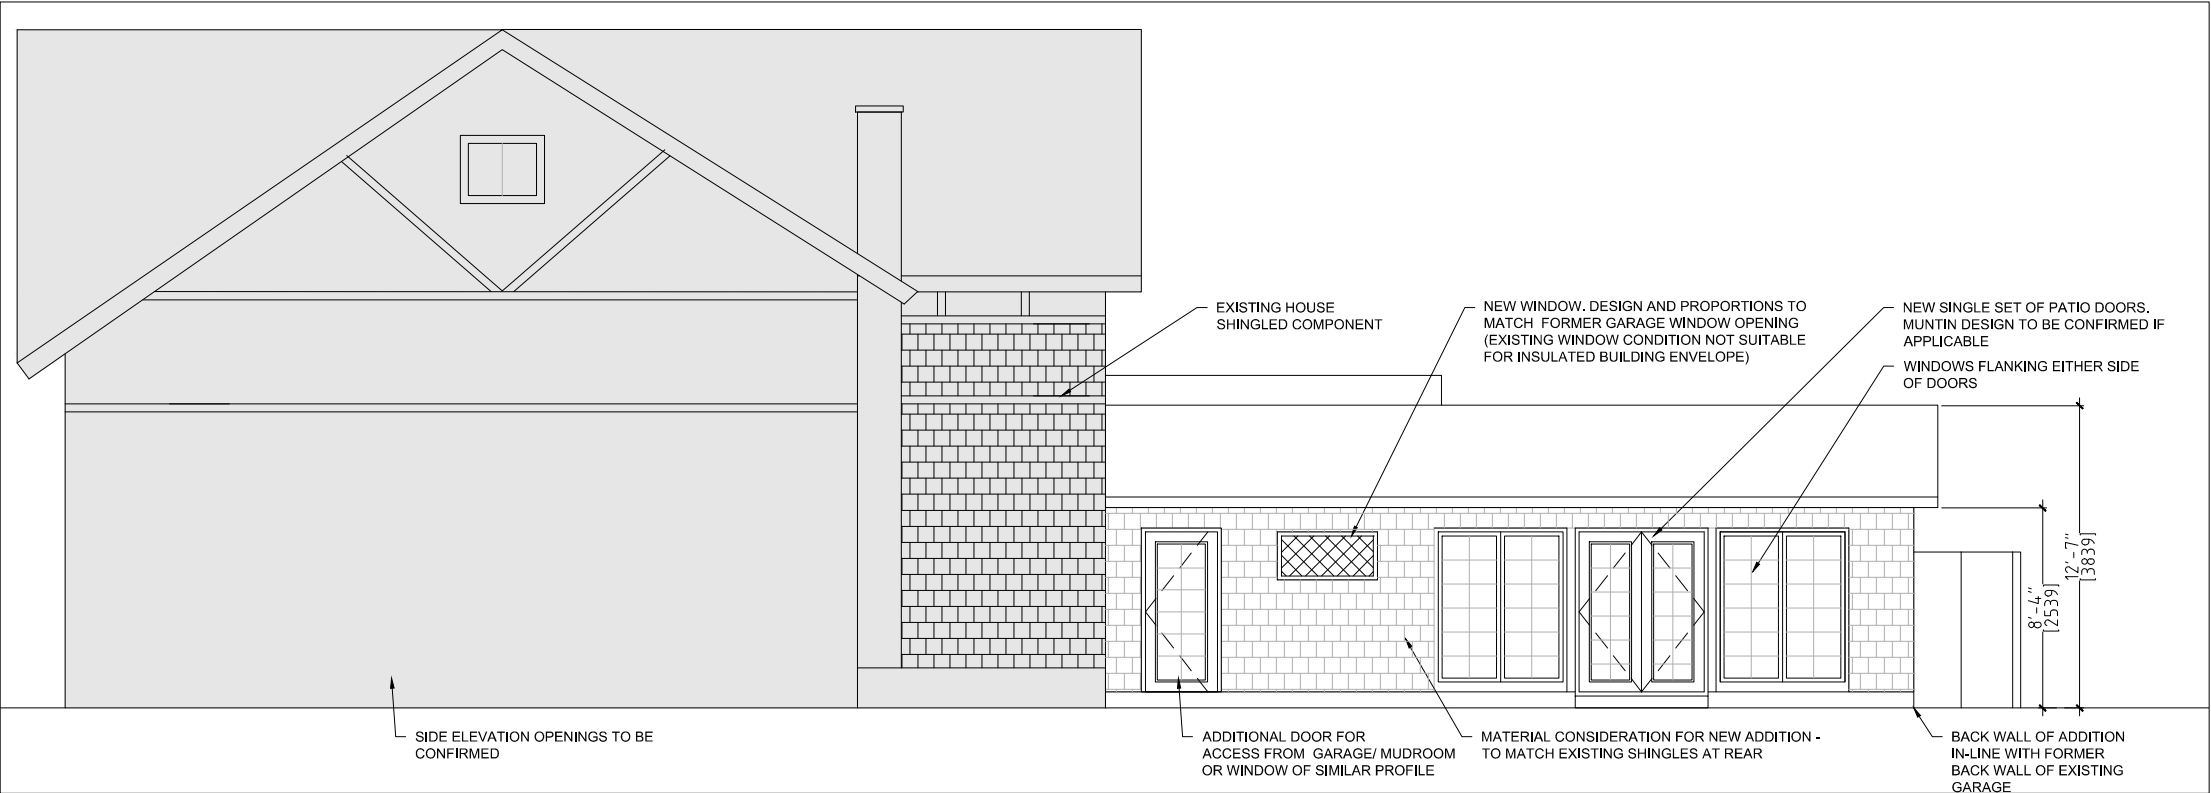 EXISTING HOUSE
SHINGLED COMPONENT
NEW WINDOW. DESIGN AND PROPORTIONS TO
MATCH FORMER GARAGE WINDOW OPENING
(EXISTING WINDOW CONDITION NOT SUITABLE
FOR INSULATED BUILDING ENVELOPE)
NEW SINGLE SET OF PATIO DOORS.
MUNTIN DESIGN TO BE CONFIRMED IF
APPLICABLE
WINDOWS FLANKING EITHER SIDE
OF DOORS
8'-4"
[2539]
12'-7"
[3839]
SIDE ELEVATION OPENINGS TO BE
CONFIRMED
ADDITIONAL DOOR FOR
ACCESS FROM GARAGE/ MUDROOM
OR WINDOW OF SIMILAR PROFILE
MATERIAL CONSIDERATION FOR NEW ADDITION -
TO MATCH EXISTING SHINGLES AT REAR
BACK WALL OF ADDITION
IN-LINE WITH FORMER
BACK WALL OF EXISTING
GARAGE